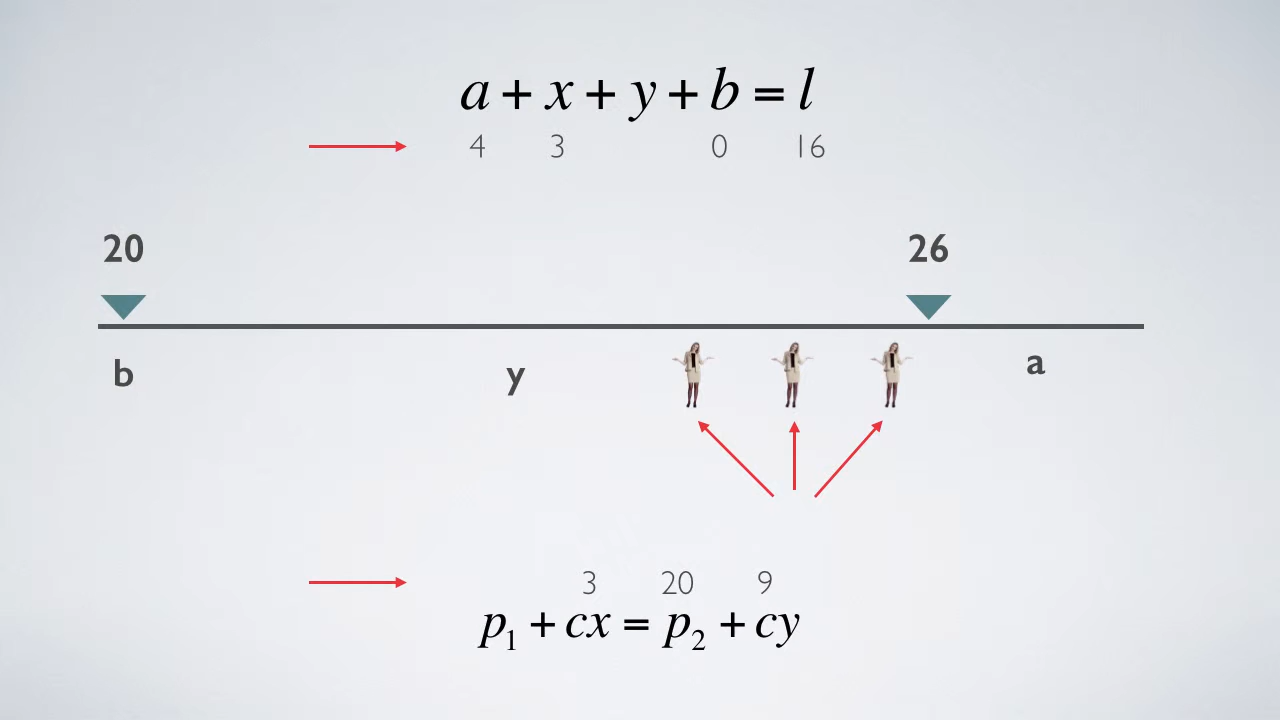 a + x + y + b = l
4 3 0 16
20 26
b y a
3 20 9
p₁ + cx = p₂ + cy